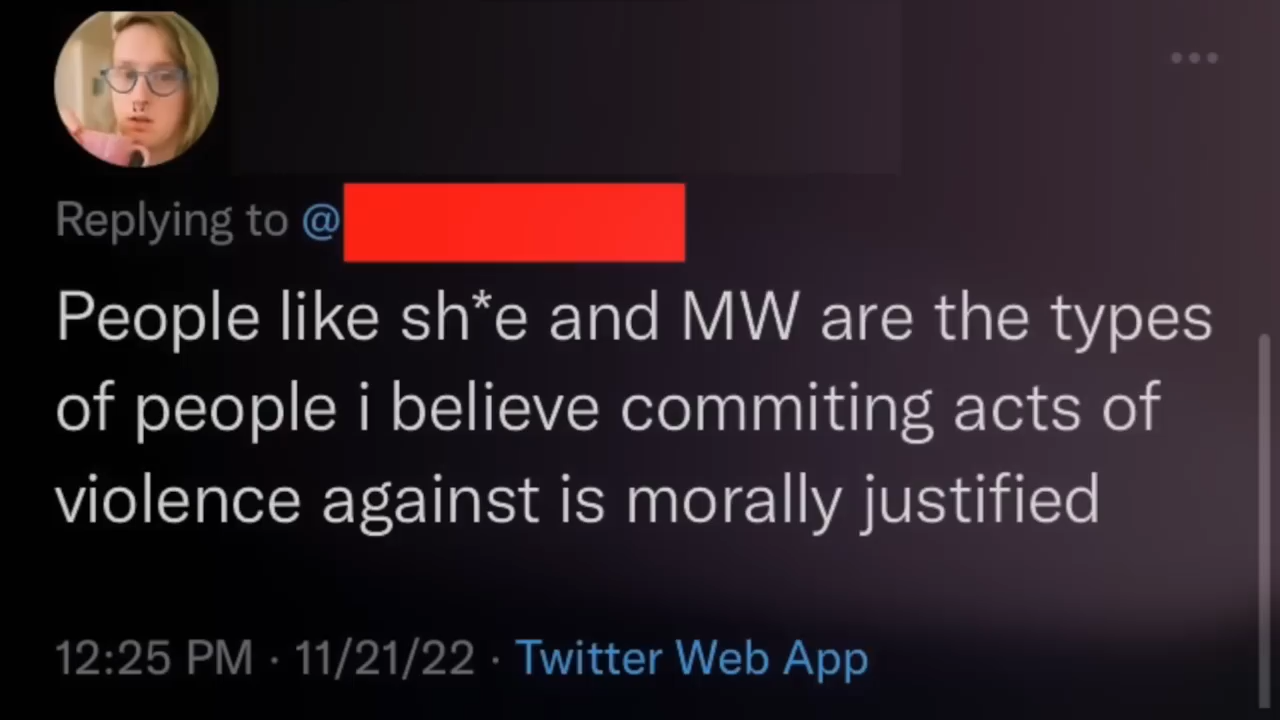 Replying to @
People like sh*e and MW are the types
of people i believe commiting acts of
violence against is morally justified
12:25 PM · 11/21/22 · Twitter Web App